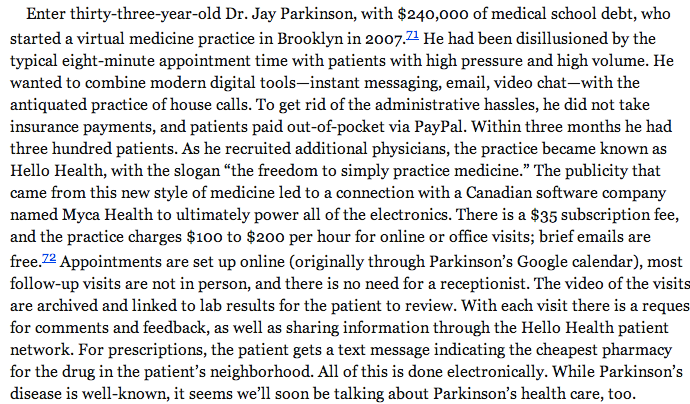 Enter thirty-three-year-old Dr. Jay Parkinson, with $240,000 of medical school debt, who
started a virtual medicine practice in Brooklyn in 2007.71 He had been disillusioned by the
typical eight-minute appointment time with patients with high pressure and high volume. He
wanted to combine modern digital tools—instant messaging, email, video chat—with the
antiquated practice of house calls. To get rid of the administrative hassles, he did not take
insurance payments, and patients paid out-of-pocket via PayPal. Within three months he had
three hundred patients. As he recruited additional physicians, the practice became known as
Hello Health, with the slogan “the freedom to simply practice medicine.” The publicity that
came from this new style of medicine led to a connection with a Canadian software company
named Myca Health to ultimately power all of the electronics. There is a $35 subscription fee,
and the practice charges $100 to $200 per hour for online or office visits; brief emails are
free.72 Appointments are set up online (originally through Parkinson’s Google calendar), most
follow-up visits are not in person, and there is no need for a receptionist. The video of the visits
are archived and linked to lab results for the patient to review. With each visit there is a reques
for comments and feedback, as well as sharing information through the Hello Health patient
network. For prescriptions, the patient gets a text message indicating the cheapest pharmacy
for the drug in the patient’s neighborhood. All of this is done electronically. While Parkinson’s
disease is well-known, it seems we’ll soon be talking about Parkinson’s health care, too.